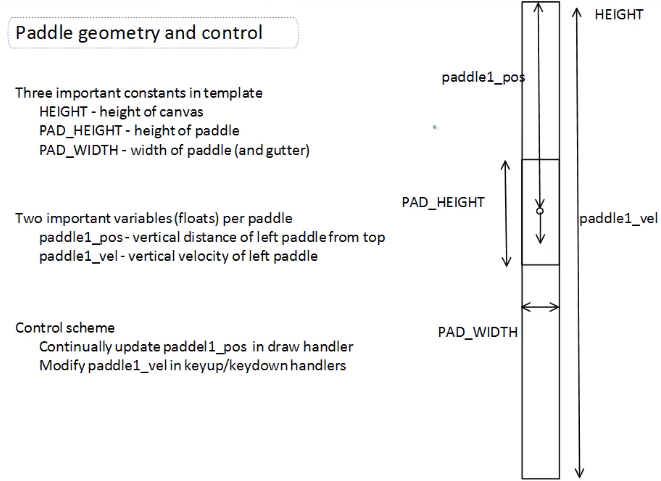 Paddle geometry and control
Three important constants in template
HEIGHT - height of canvas
PAD_HEIGHT - height of paddle
PAD_WIDTH - width of paddle (and gutter)
Two important variables (floats) per paddle
paddle1_pos - vertical distance of left paddle from top
paddle1_vel - vertical velocity of left paddle
Control scheme
Continually update paddel1_pos in draw handler
Modify paddle1_vel in keyup/keydown handlers
HEIGHT
paddle1_pos
PAD_HEIGHT
paddle1_vel
PAD_WIDTH